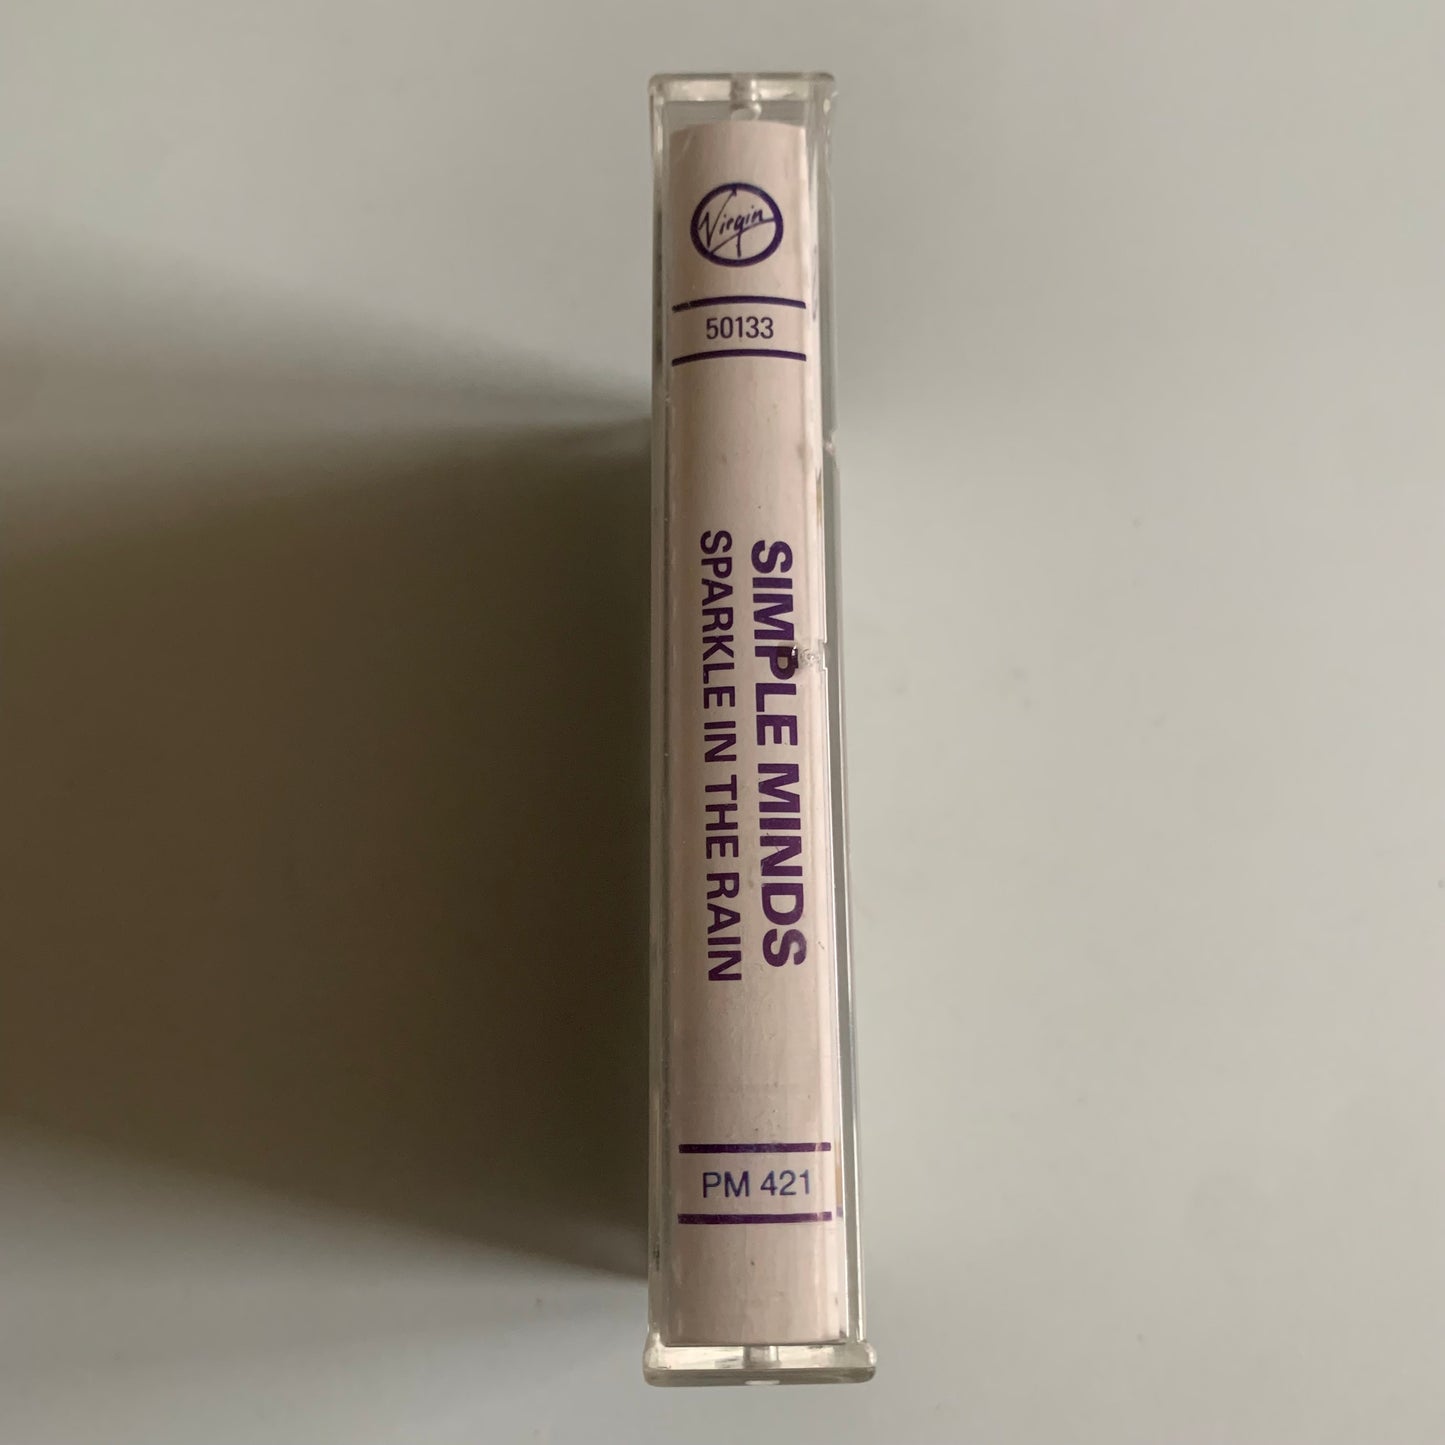 Virgin
50133
SIMPLE MINDS
SPARKLE IN THE RAIN
PM 421